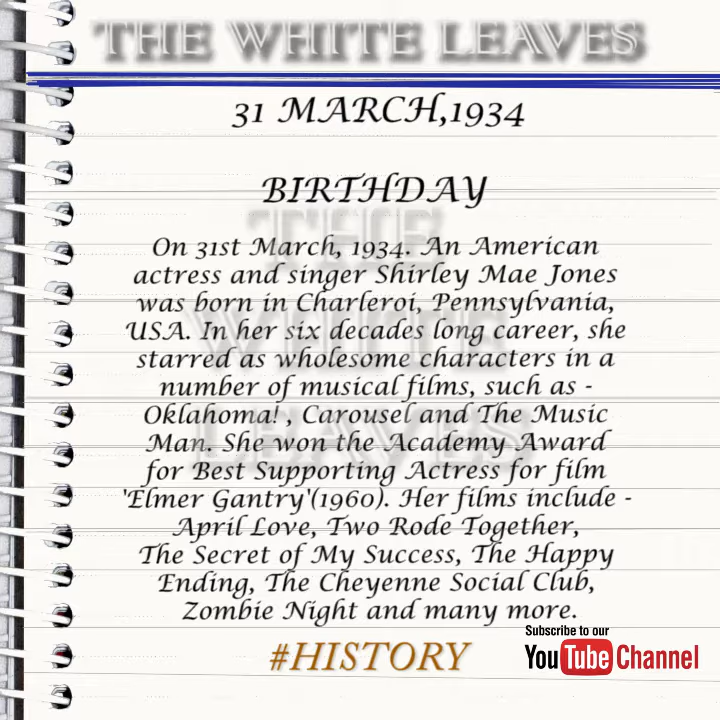 THE WHITE LEAVES
31 MARCH,1934
BIRTHDAY
THE
WHITE
LEAVES
On 31st March, 1934. An American
actress and singer Shirley Mae Jones
was born in Charleroi, Pennsylvania,
USA. In her six decades long career, she
starred as wholesome characters in a
number of musical films, such as -
Oklahoma! , Carousel and The Music
Man. She won the Academy Award
for Best Supporting Actress for film
'Elmer Gantry'(1960). Her films include -
April Love, Two Rode Together,
The Secret of My Success, The Happy
Ending, The Cheyenne Social Club,
Zombie Night and many more.
#HISTORY
Subscribe to our
YouTube Channel